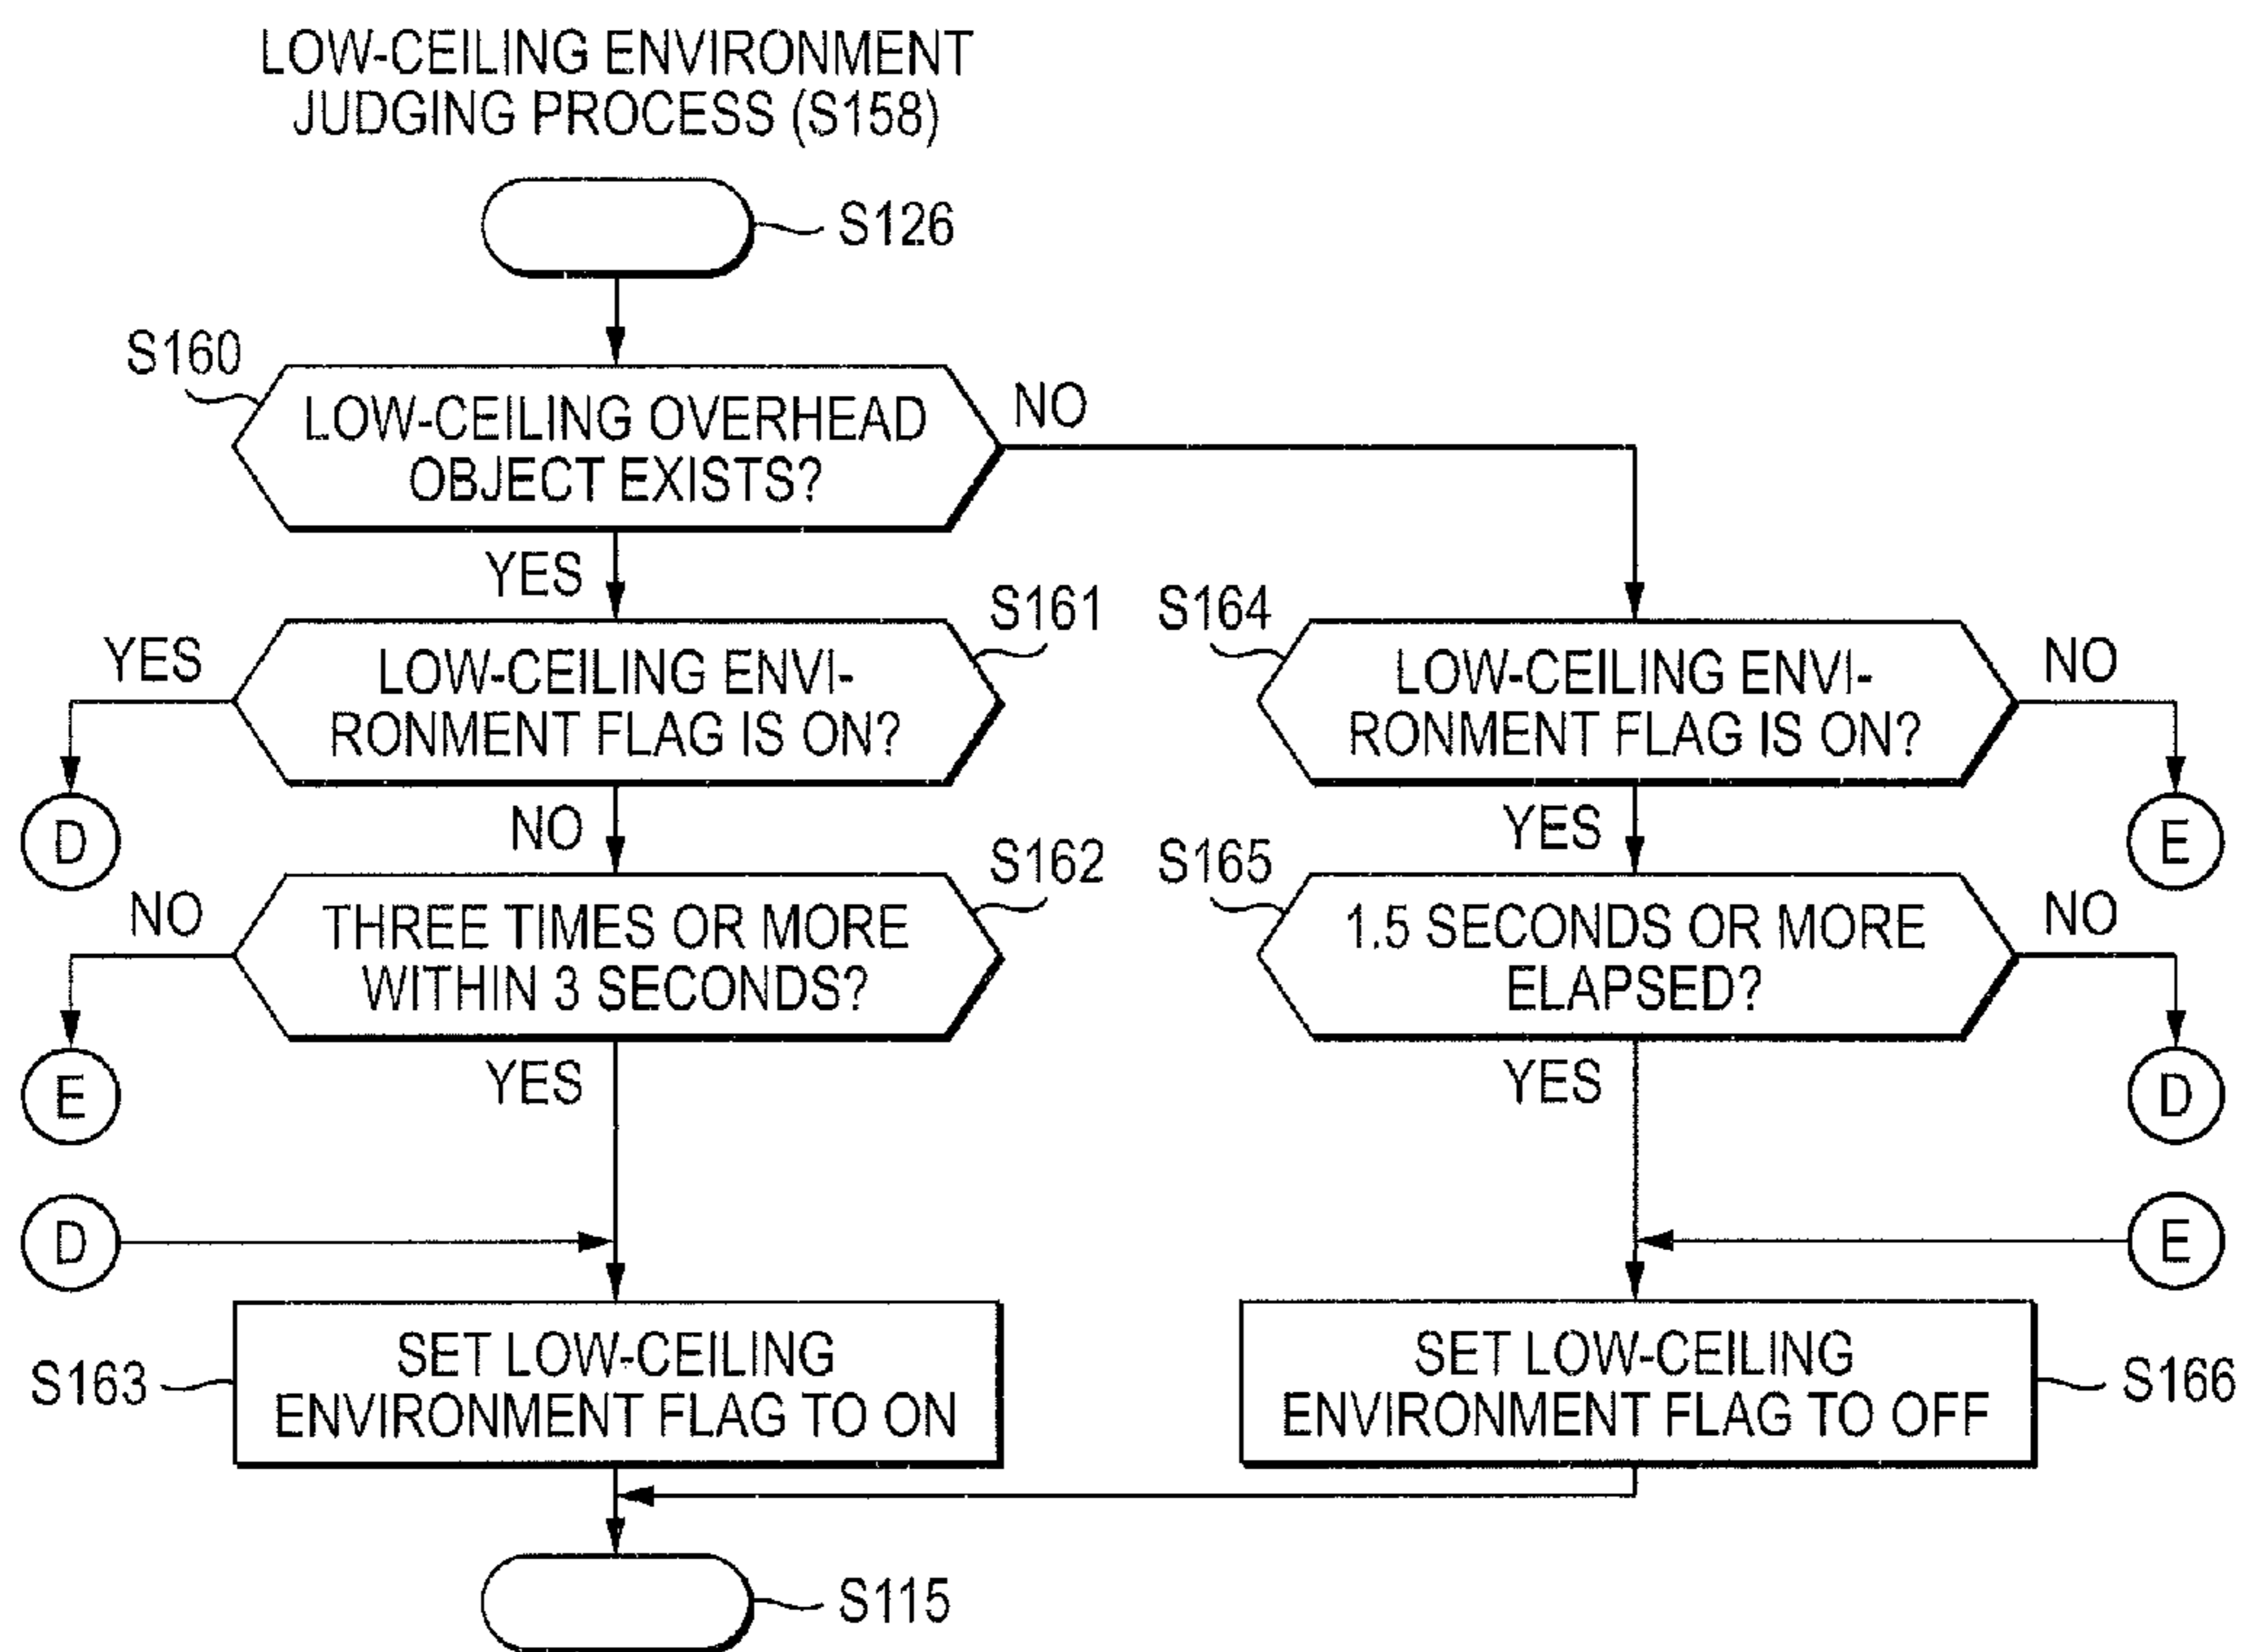 LOW-CEILING ENVIRONMENT
JUDGING PROCESS (S158)
S126
S160
LOW-CEILING OVERHEAD
OBJECT EXISTS?
NO
YES
S161
YES
LOW-CEILING ENVI-
RONMENT FLAG IS ON?
D
NO
S164
LOW-CEILING ENVI-
RONMENT FLAG IS ON?
NO
E
YES
S162
NO
THREE TIMES OR MORE
WITHIN 3 SECONDS?
E
YES
S165
1.5 SECONDS OR MORE
ELAPSED?
NO
D
YES
D
E
S163
SET LOW-CEILING
ENVIRONMENT FLAG TO ON
SET LOW-CEILING
ENVIRONMENT FLAG TO OFF
S166
S115